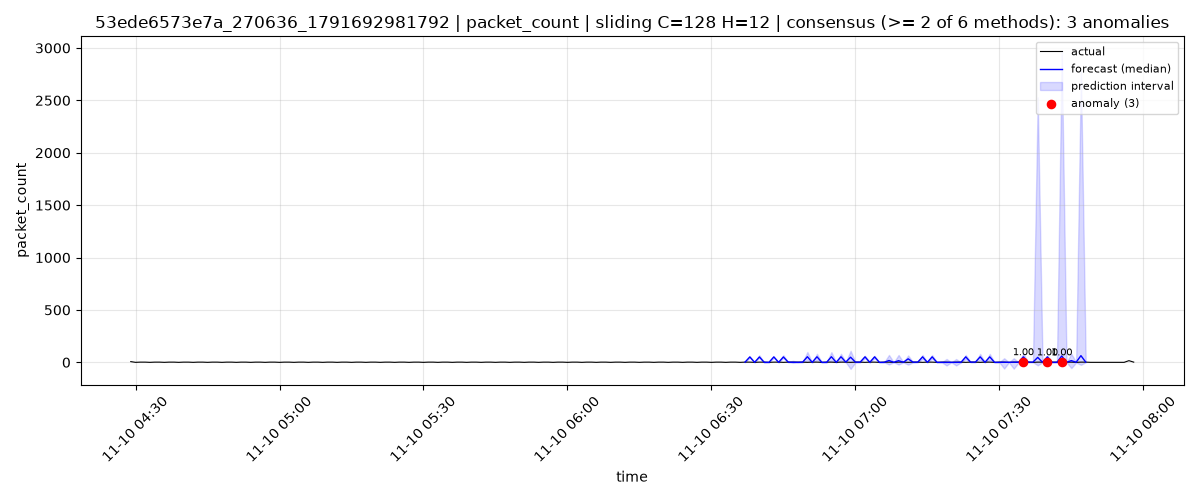 53ede6573e7a_270636_1791692981792 | packet_count | sliding C=128 H=12 | consensus (>= 2 of 6 methods): 3 anomalies
actual
forecast (median)
prediction interval
anomaly (3)
packet_count
3000
2500
2000
1500
1000
500
0
1.00
1.00
1.00
11-10 04:30
11-10 05:00
11-10 05:30
11-10 06:00
11-10 06:30
11-10 07:00
11-10 07:30
11-10 08:00
time